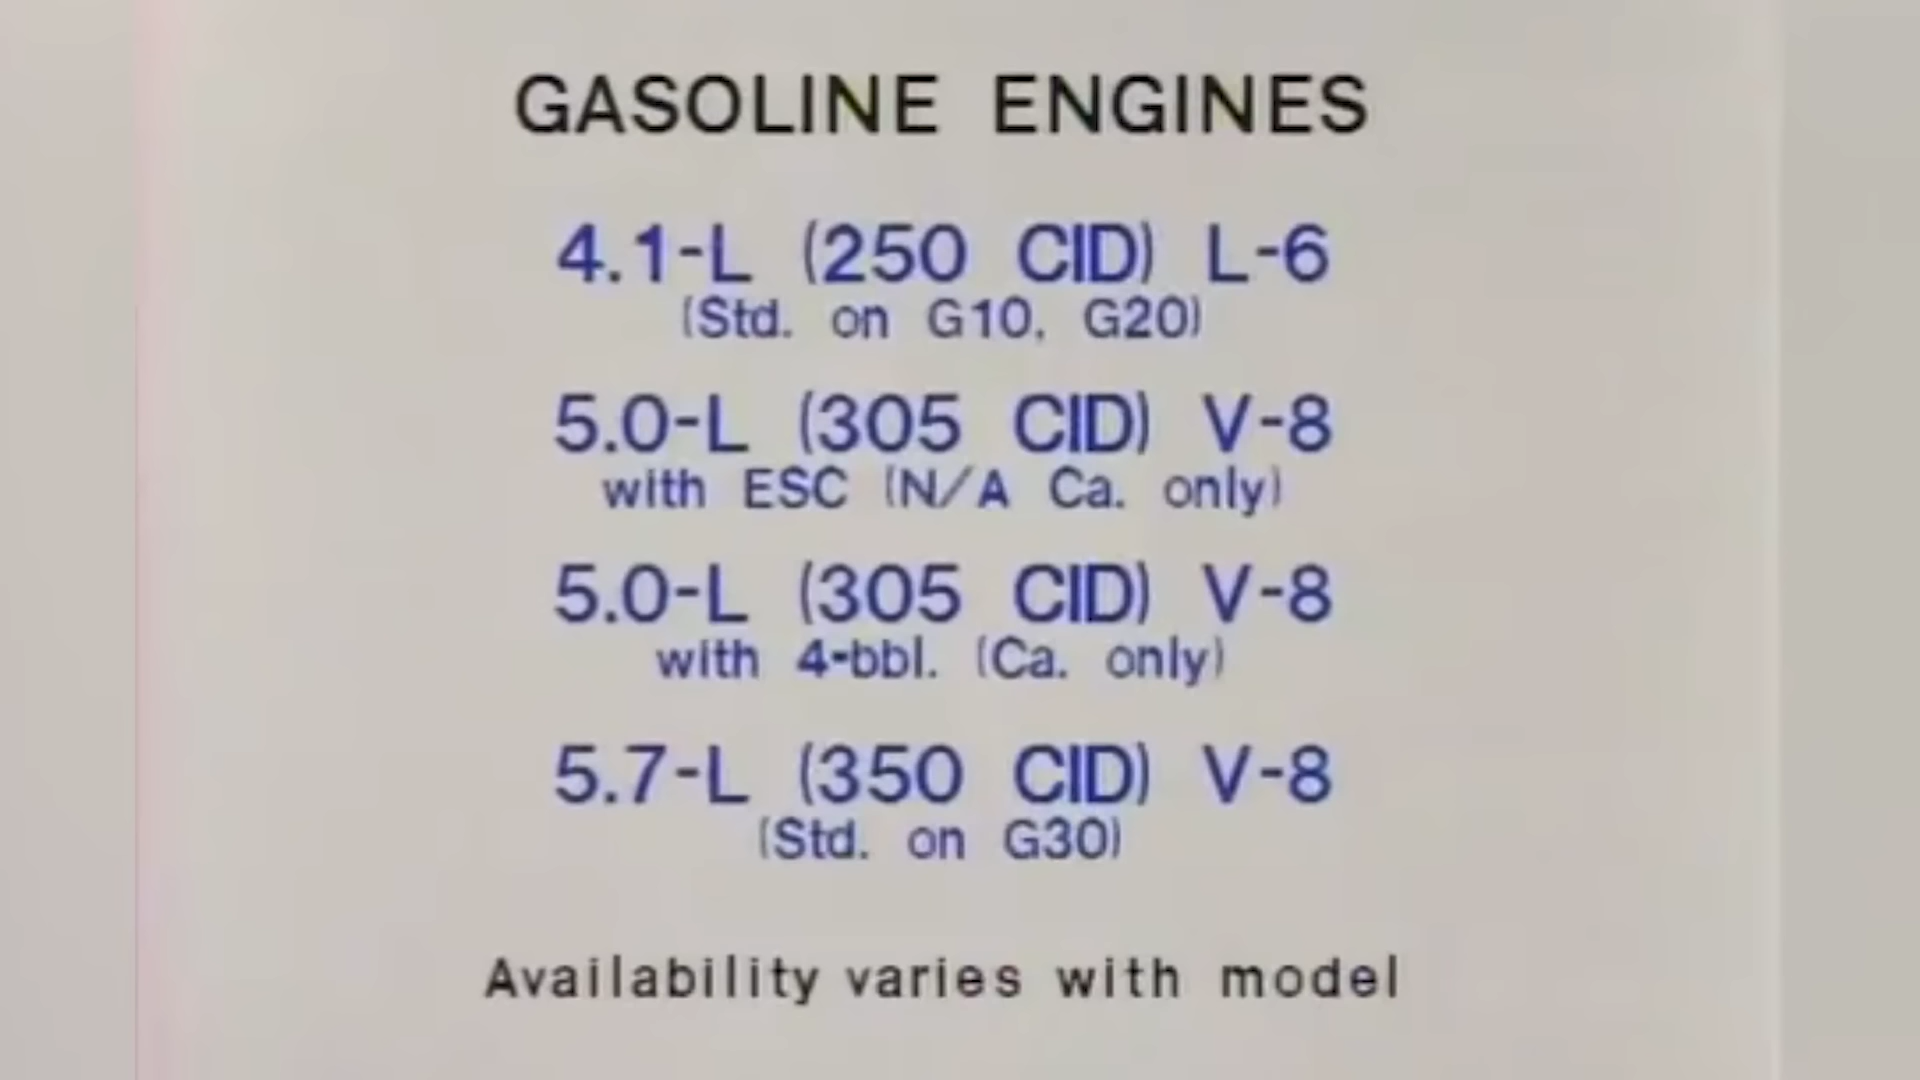 GASOLINE ENGINES
4.1-L (250 CID) L-6
(Std. on G10, G20)
5.0-L (305 CID) V-8
with ESC (N/A Ca. only)
5.0-L (305 CID) V-8
with 4-bbl. (Ca. only)
5.7-L (350 CID) V-8
(Std. on G30)
Availability varies with model